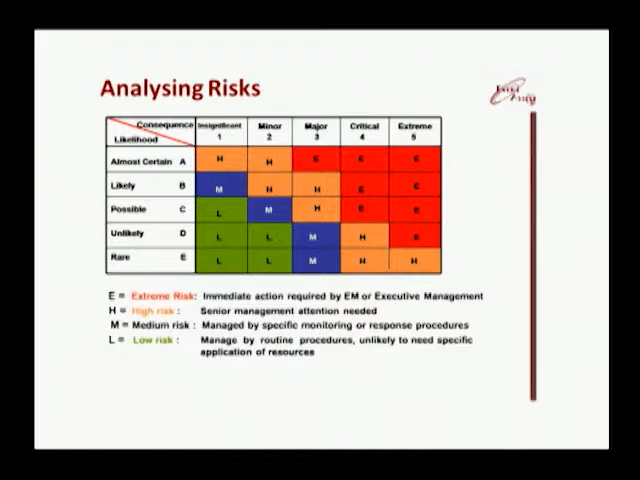 Analysing Risks
Consequence Insignificant Minor Major Critical Extreme
Likelihood 1 2 3 4 5
Almost Certain A H H E E E
Likely B M H H E E
Possible C L M H E E
Unlikely D L L M H E
Rare E L L M H H
E = Extreme Risk: Immediate action required by EM or Executive Management
H = High risk : Senior management attention needed
M = Medium risk : Managed by specific monitoring or response procedures
L = Low risk : Manage by routine procedures, unlikely to need specific
application of resources